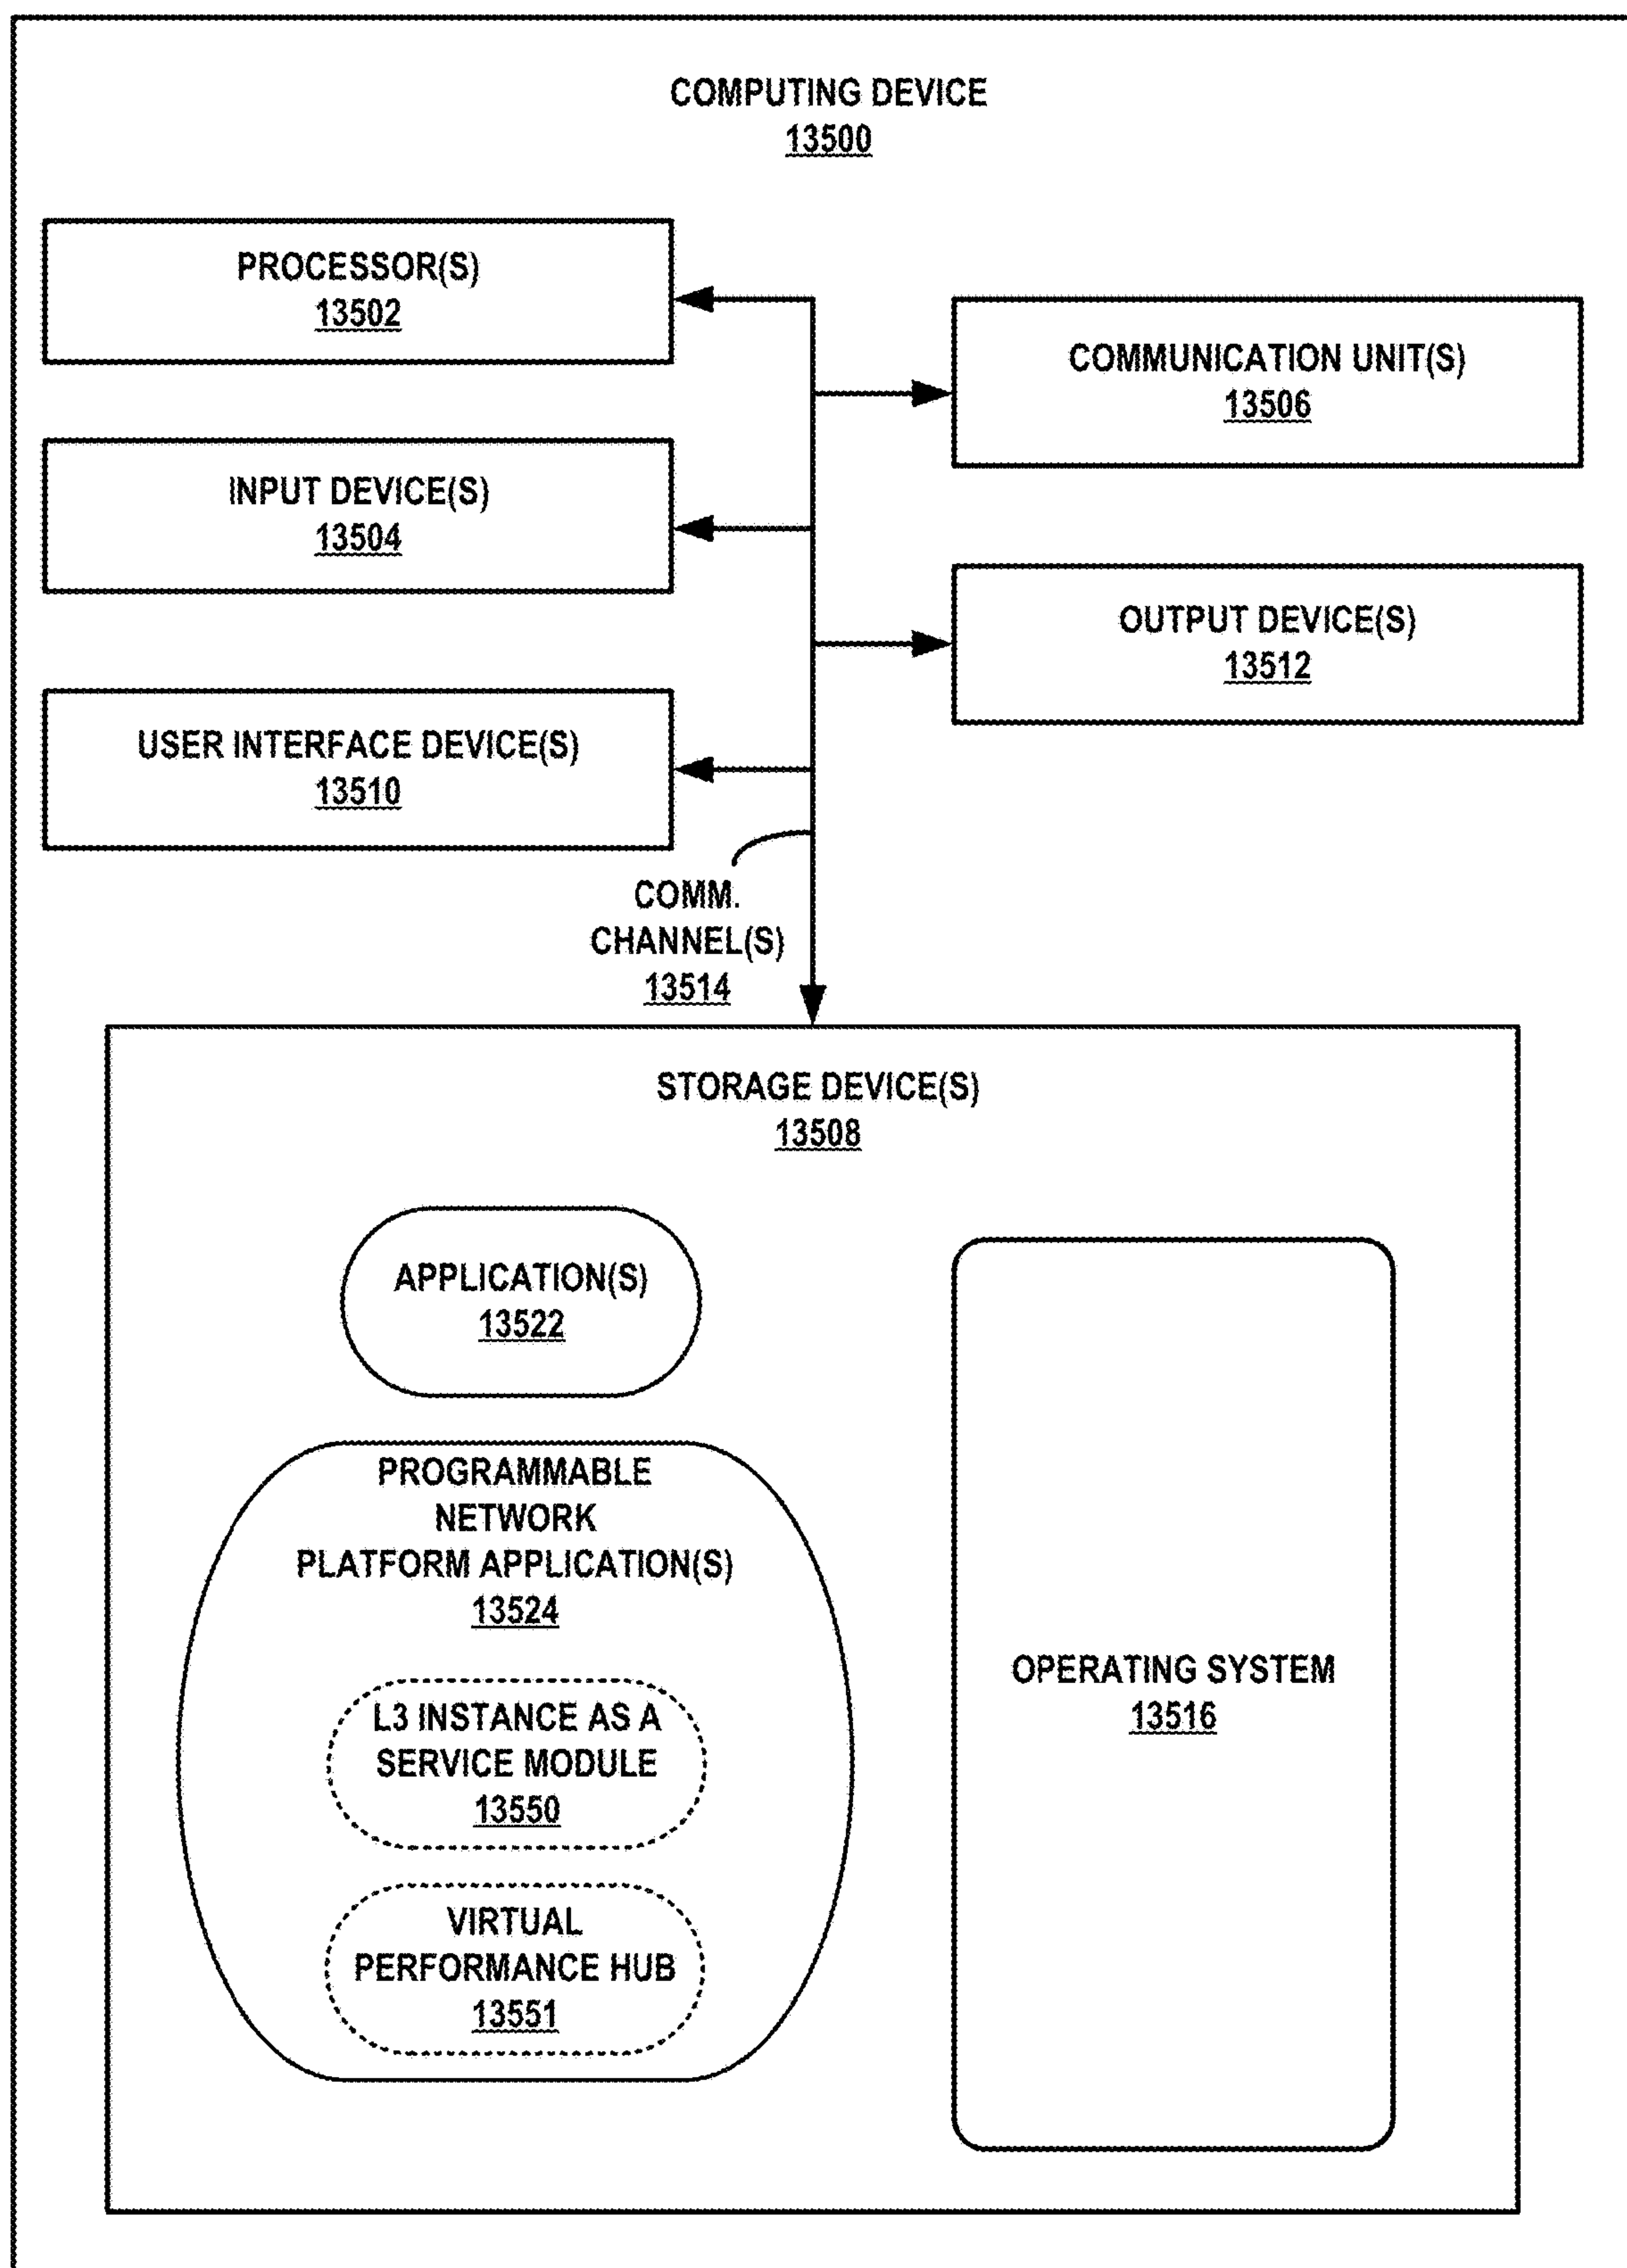 COMPUTING DEVICE
13500
PROCESSOR(S)
13502
COMMUNICATION UNIT(S)
13506
INPUT DEVICE(S)
13504
OUTPUT DEVICE(S)
13512
USER INTERFACE DEVICE(S)
13510
COMM.
CHANNEL(S)
13514
STORAGE DEVICE(S)
13508
APPLICATION(S)
13522
PROGRAMMABLE
NETWORK
PLATFORM APPLICATION(S)
13524
L3 INSTANCE AS A
SERVICE MODULE
13550
VIRTUAL
PERFORMANCE HUB
13551
OPERATING SYSTEM
13516